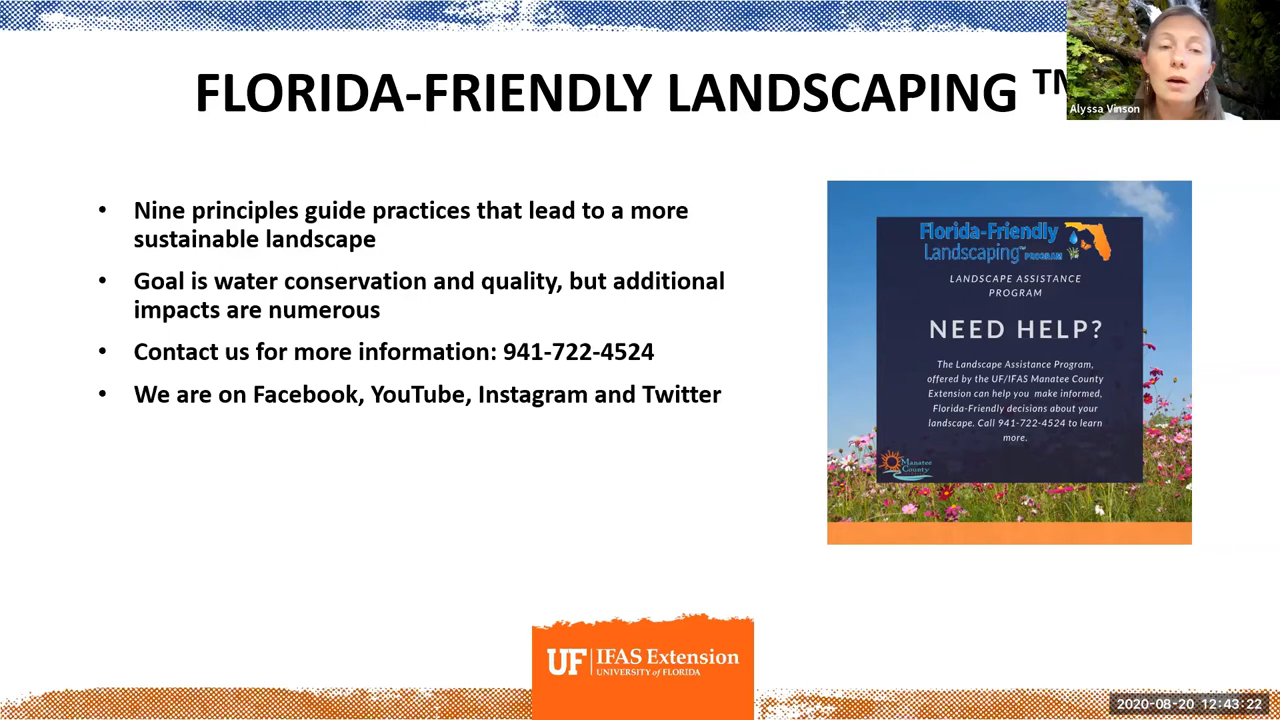 FLORIDA-FRIENDLY LANDSCAPING TM
Alyssa Vinson
• Nine principles guide practices that lead to a more
sustainable landscape
• Goal is water conservation and quality, but additional
impacts are numerous
• Contact us for more information: 941-722-4524
• We are on Facebook, YouTube, Instagram and Twitter
Florida-Friendly
Landscaping™ PROGRAM
LANDSCAPE ASSISTANCE
PROGRAM
NEED HELP?
The Landscape Assistance Program,
offered by the UF/IFAS Manatee County
Extension can help you make informed,
Florida-Friendly decisions about your
landscape. Call 941-722-4524 to learn
more.
Manatee
County
UF IFAS Extension
UNIVERSITY of FLORIDA
2020-08-20 12:43:22